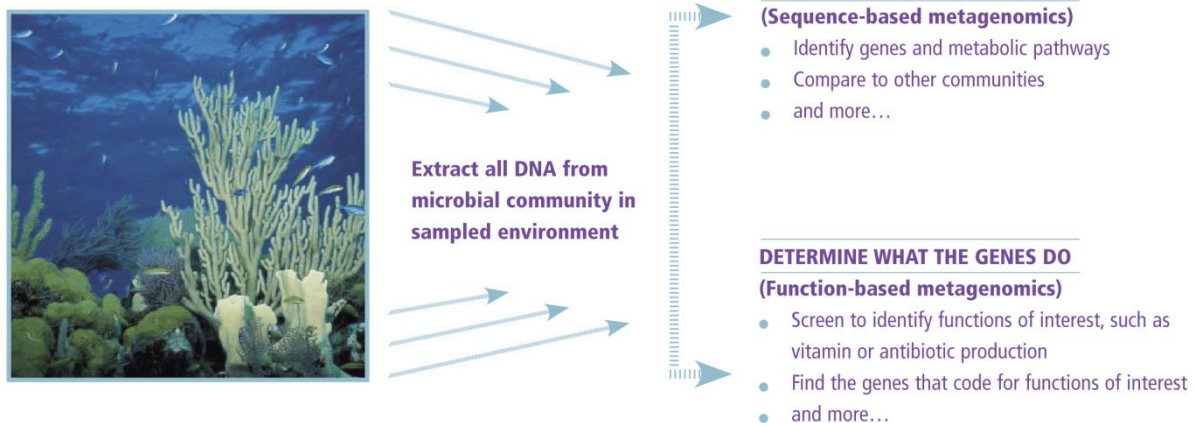 Extract all DNA from
microbial community in
sampled environment
(Sequence-based metagenomics)
• Identify genes and metabolic pathways
• Compare to other communities
• and more…
DETERMINE WHAT THE GENES DO
(Function-based metagenomics)
• Screen to identify functions of interest, such as
vitamin or antibiotic production
• Find the genes that code for functions of interest
• and more…